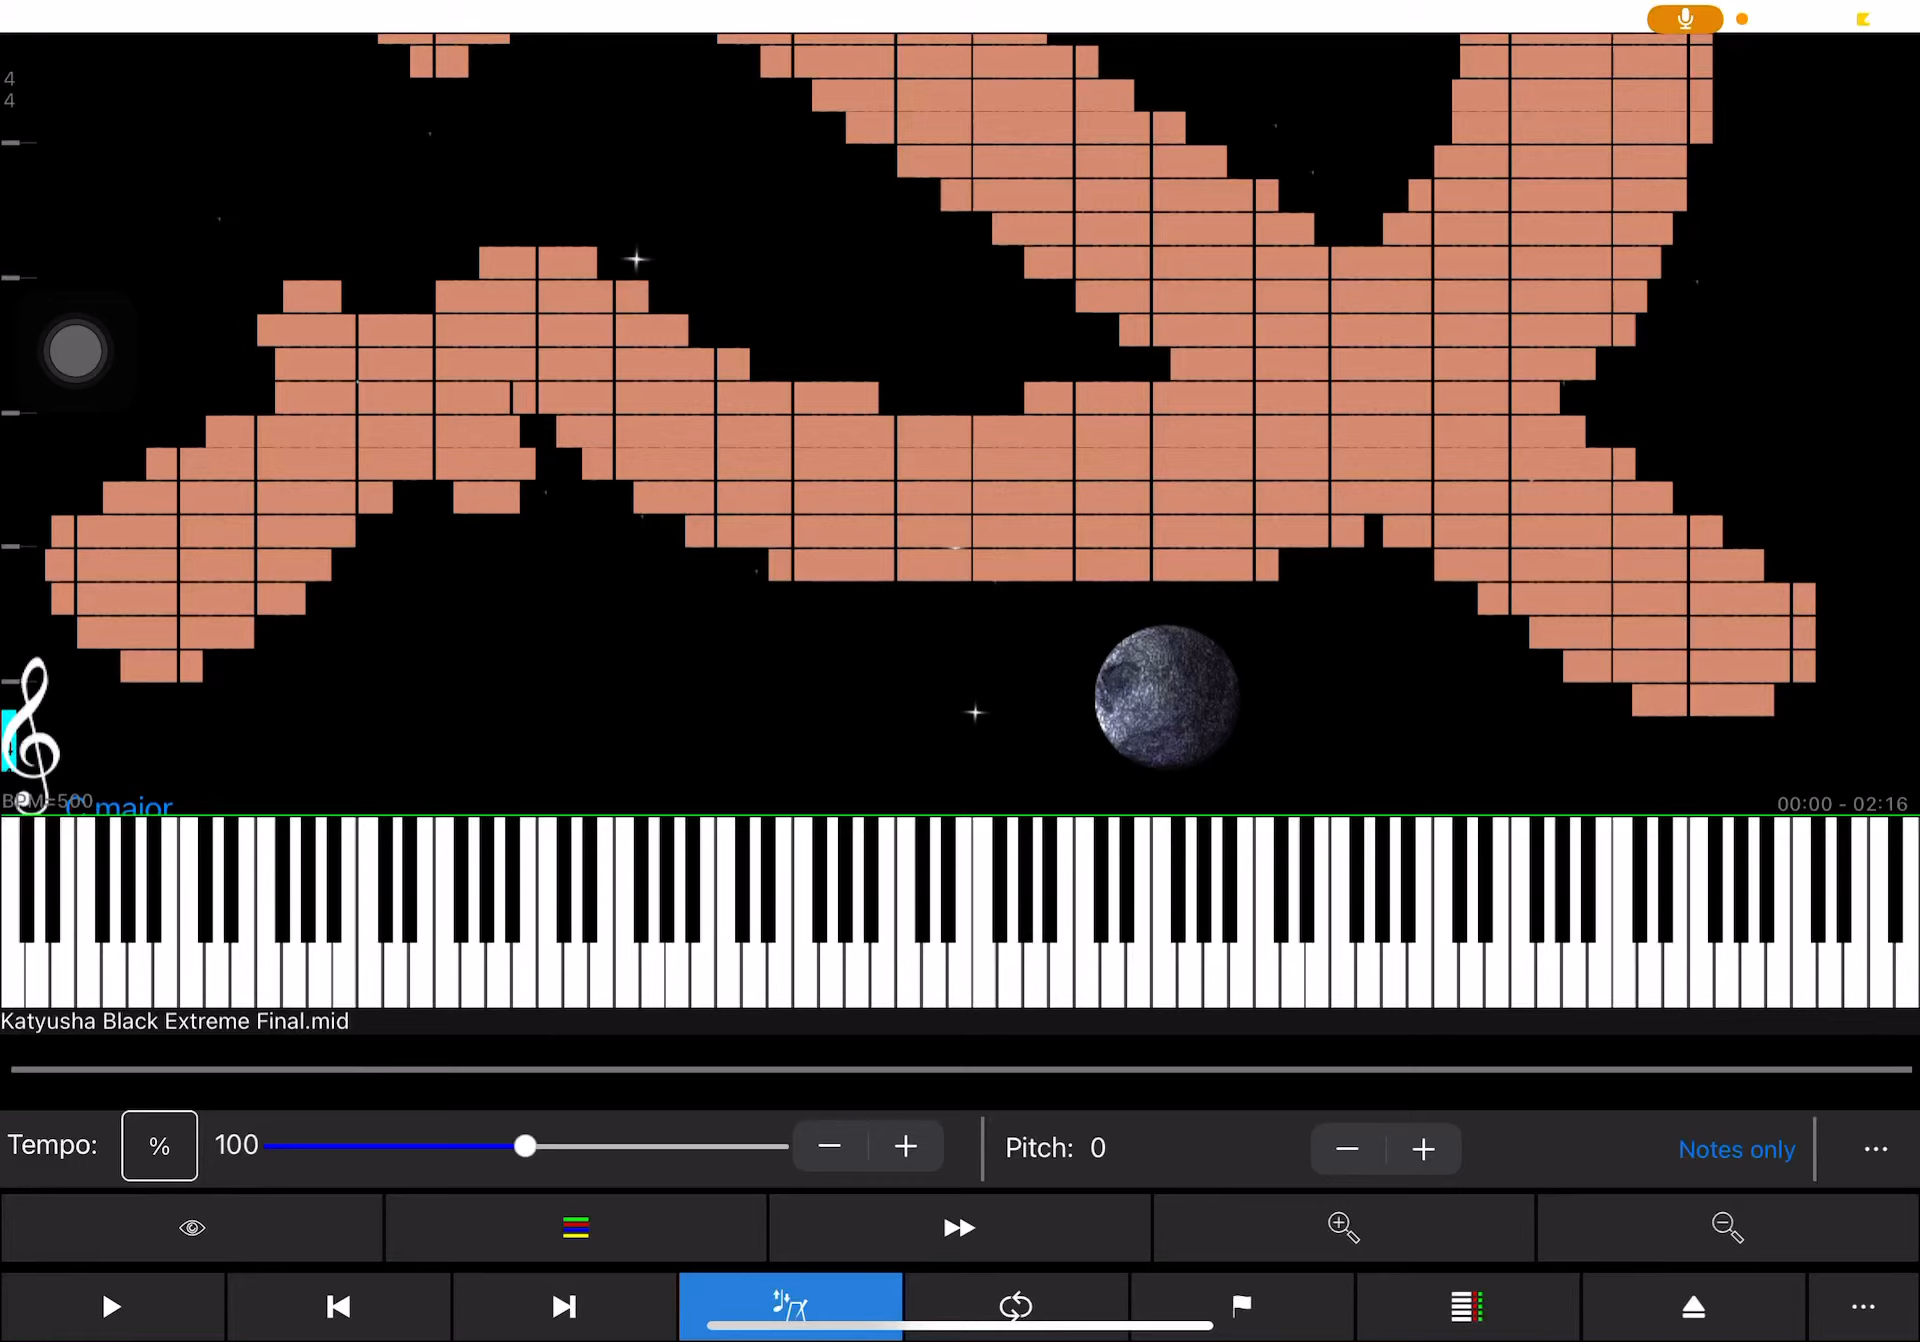 4
4
BPM=500
C major
00:00 - 02:16
Katyusha Black Extreme Final.mid
Tempo: % 100 Pitch: 0 Notes only